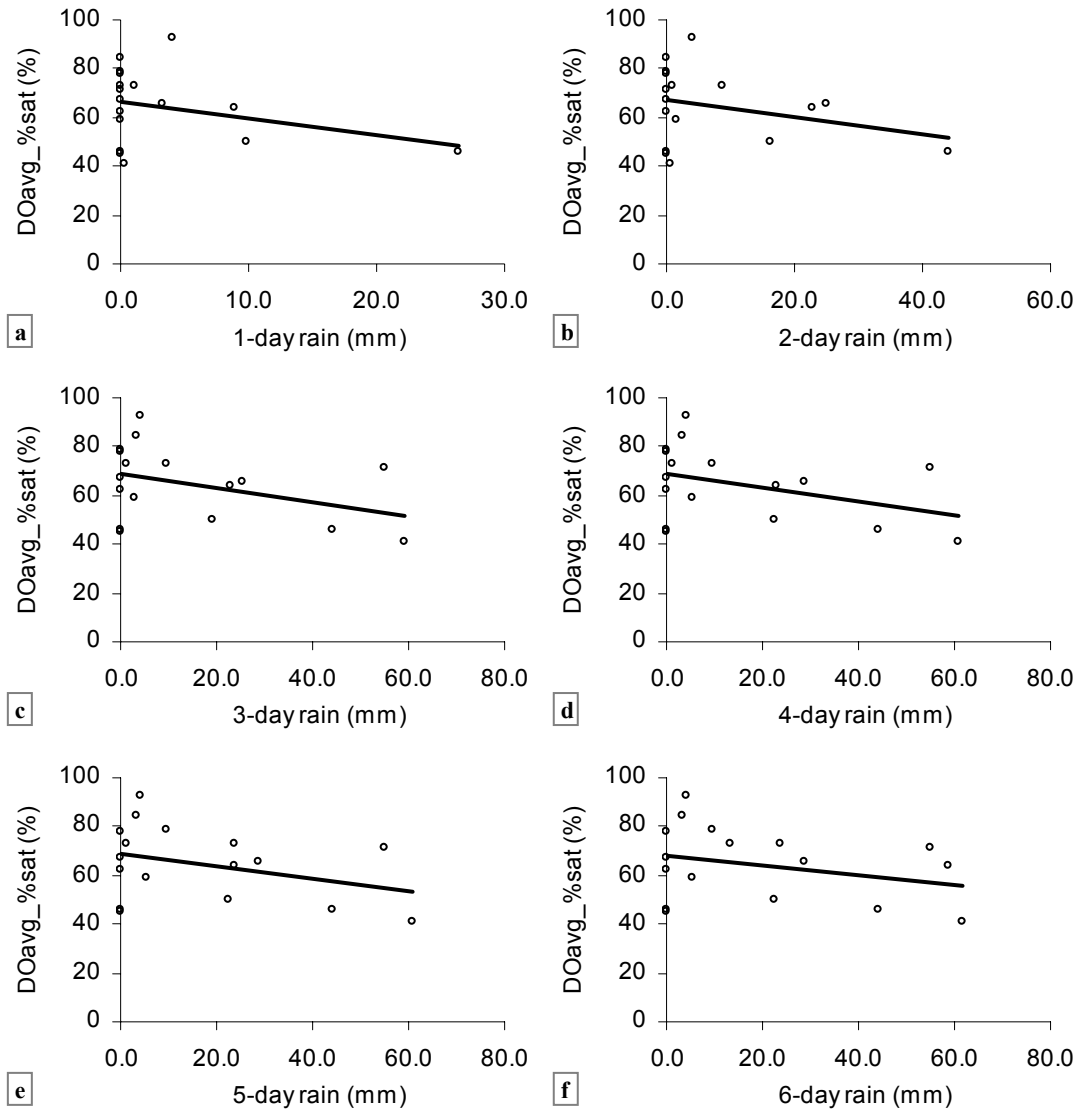 100
80
60
40
20
0
DOavg_%sat (%)
0.0 10.0 20.0 30.0
1-day rain (mm)
a
100
80
60
40
20
0
DOavg_%sat (%)
0.0 20.0 40.0 60.0
2-day rain (mm)
b
100
80
60
40
20
0
DOavg_%sat (%)
0.0 20.0 40.0 60.0 80.0
3-day rain (mm)
c
100
80
60
40
20
0
DOavg_%sat (%)
0.0 20.0 40.0 60.0 80.0
4-day rain (mm)
d
100
80
60
40
20
0
DOavg_%sat (%)
0.0 20.0 40.0 60.0 80.0
5-day rain (mm)
e
100
80
60
40
20
0
DOavg_%sat (%)
0.0 20.0 40.0 60.0 80.0
6-day rain (mm)
f